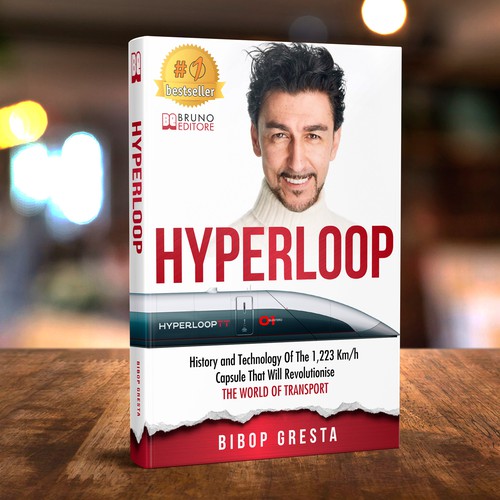 HYPERLOOP
BIBOP GRESTA
#1
bestseller
BRUNO
EDITORE
HYPERLOOP
HYPERLOOPTT
History and Technology Of The 1,223 Km/h
Capsule That Will Revolutionise
THE WORLD OF TRANSPORT
BIBOP GRESTA